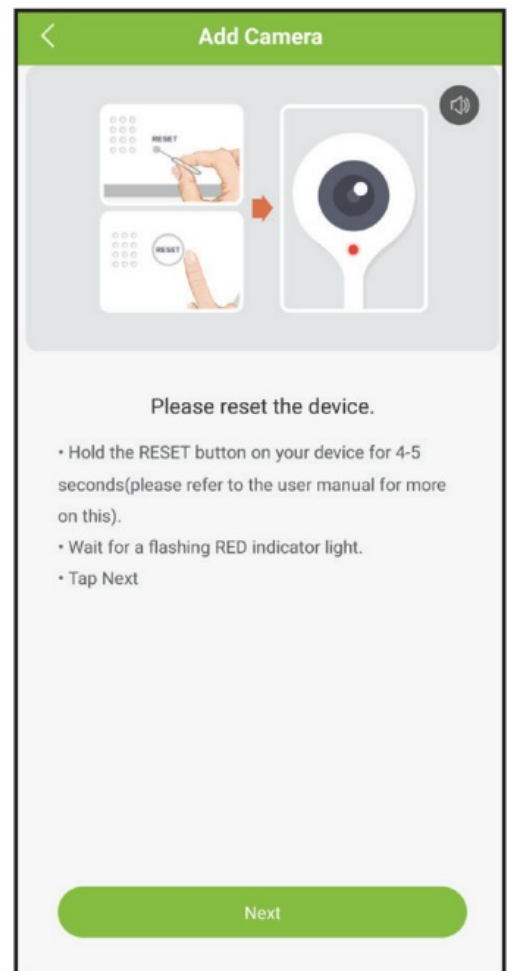 Add Camera
RESET
RESET
Please reset the device.
• Hold the RESET button on your device for 4-5
seconds(please refer to the user manual for more
on this).
• Wait for a flashing RED indicator light.
• Tap Next
Next